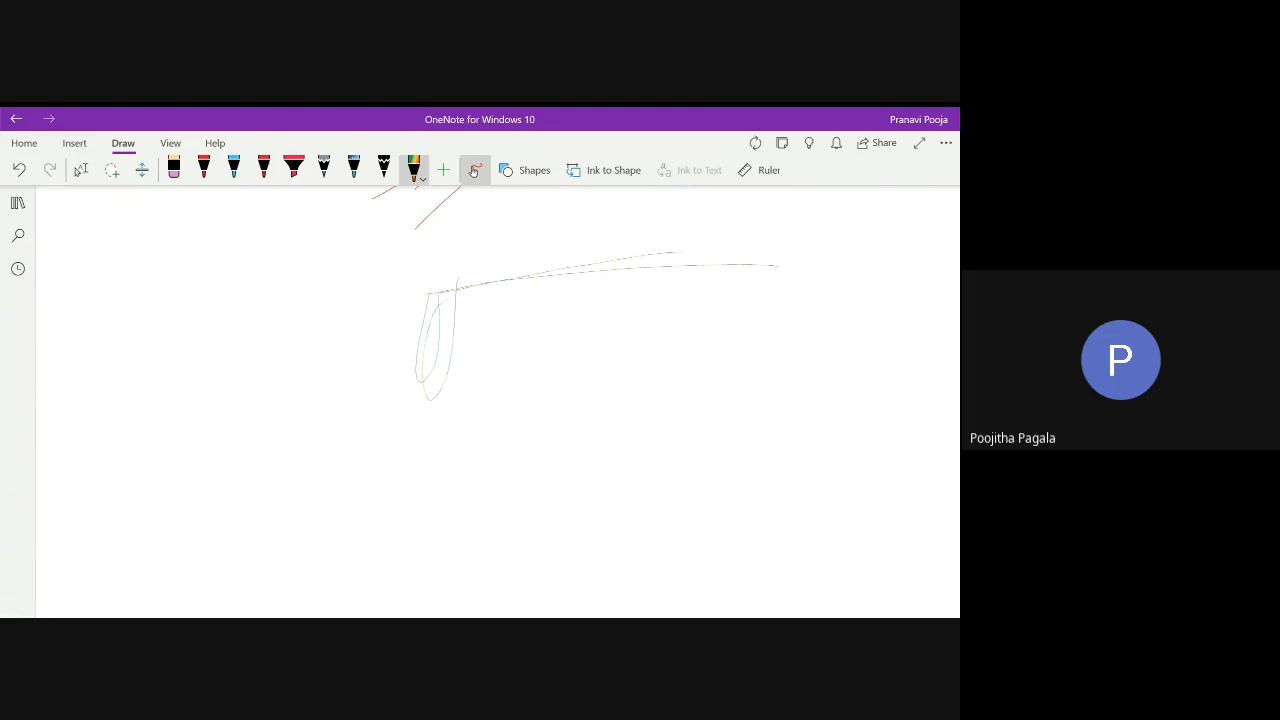 OneNote for Windows 10
Pranavi Pooja
Home Insert Draw View Help
Share
Shapes Ink to Shape Ink to Text Ruler
P
Poojitha Pagala